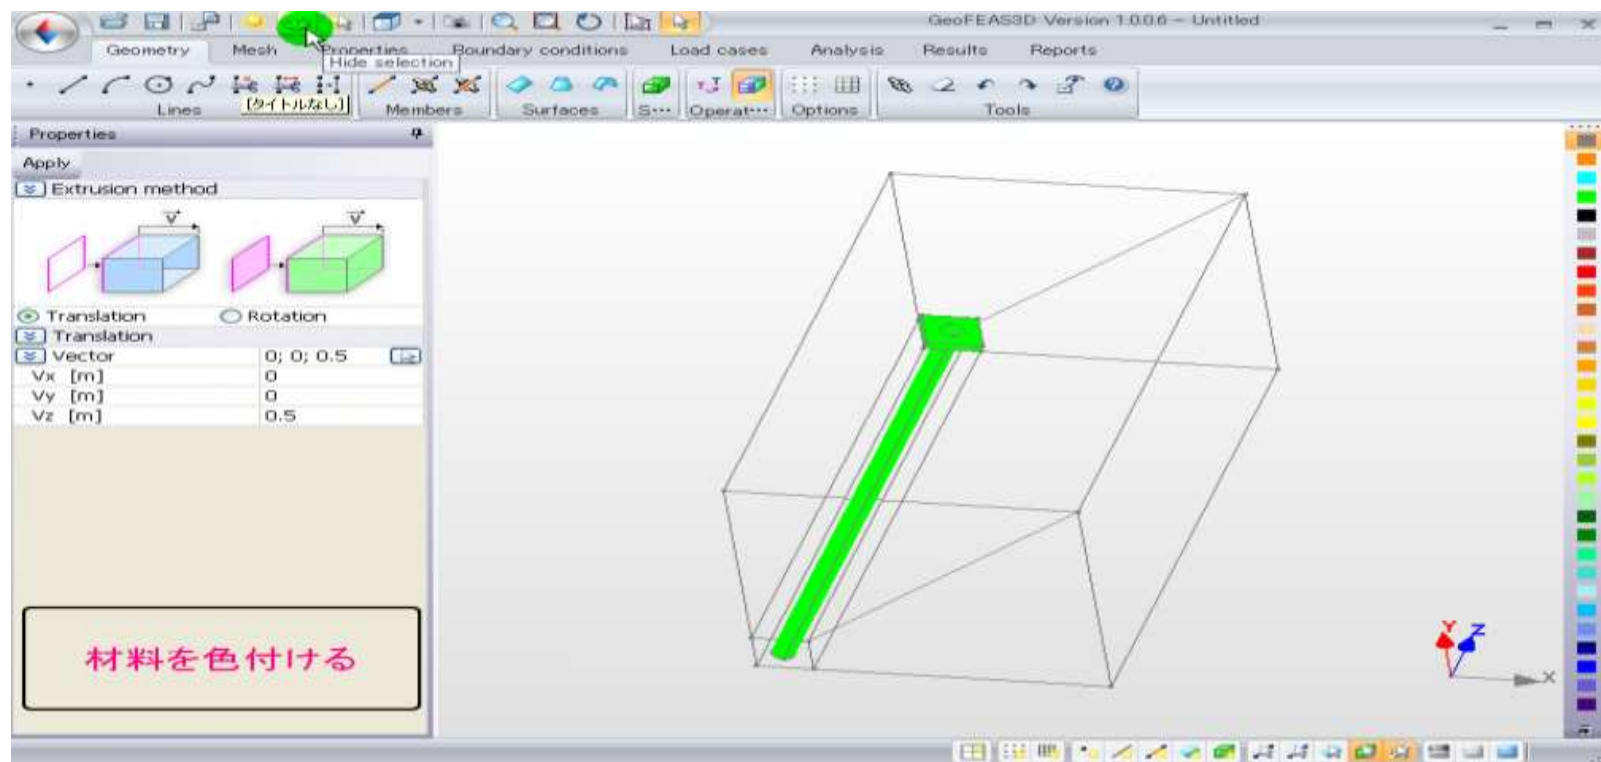 GeoFEAS3D Version 1.0.0.6 - Untitled
Geometry Mesh Properties Boundary conditions Load cases Analysis Results Reports
Hide selection
[タイトルなし]
Lines Members Surfaces S... Operat... Options Tools
Properties
Apply
Extrusion method
V V
Translation Rotation
Translation
Vector 0; 0; 0.5
Vx [m] 0
Vy [m] 0
Vz [m] 0.5
材料を色付ける
Y Z
X